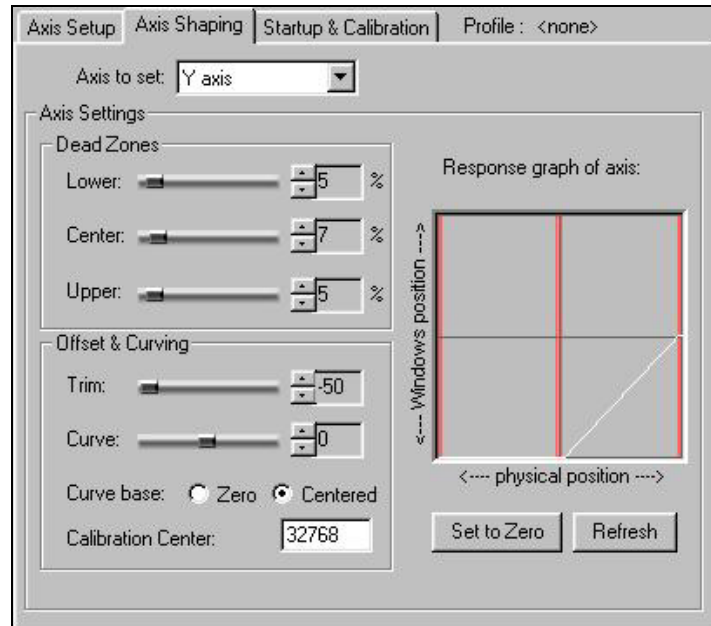 Axis Setup Axis Shaping Startup & Calibration Profile : <none>
Axis to set: Y axis
Axis Settings
Dead Zones
Lower: 5 %
Center: 7 %
Upper: 5 %
Offset & Curving
Trim: -50
Curve: 0
Curve base: Zero Centered
Calibration Center: 32768
Response graph of axis:
<--- Windows position ---->
<---- physical position ---->
Set to Zero Refresh